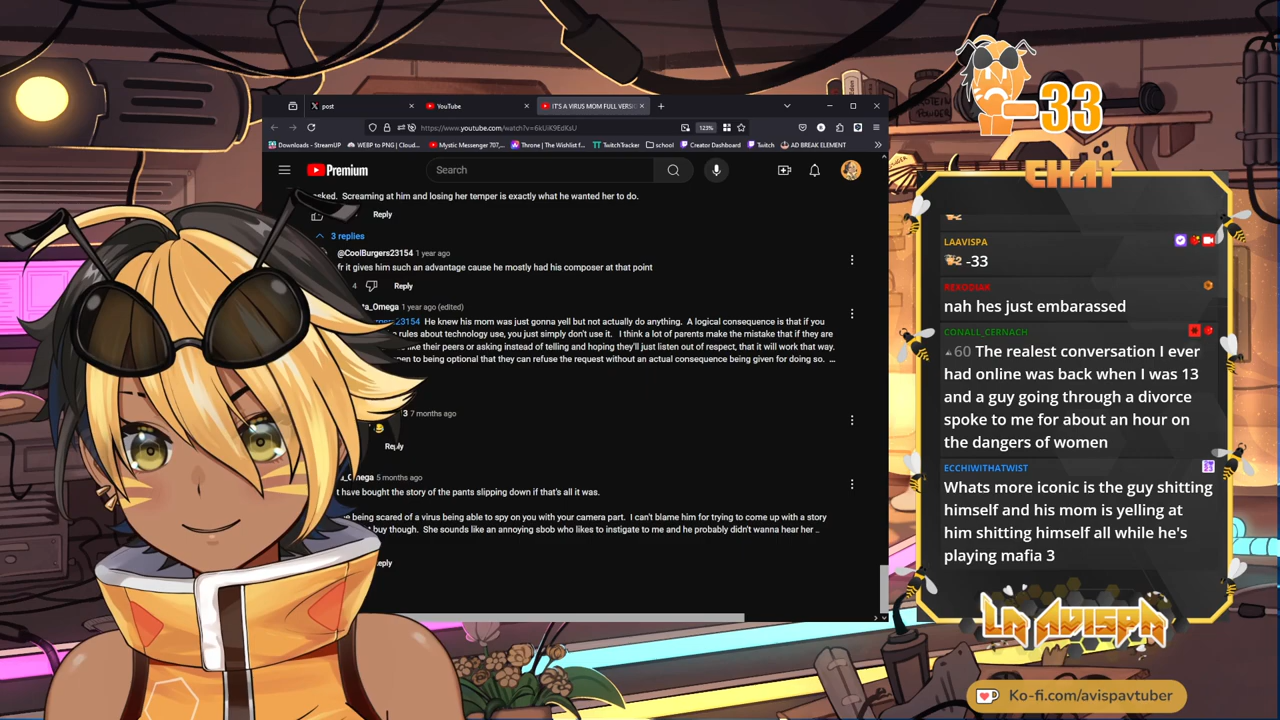 post
YouTube
IT'S A VIRUS MOM FULL VERSI
https://www.youtube.com/watch?v=6kUiK9EdKsU
123%
Downloads - StreamUP
WEBP to PNG | Cloud...
Mystic Messenger 707,...
Throne | The Wishlist f...
TwitchTracker
school
Creator Dashboard
Twitch
AD BREAK ELEMENT
Premium
Search
Screaming at him and losing her temper is exactly what he wanted her to do.
Reply
3 replies
@CoolBurgers23154 1 year ago
fr it gives him such an advantage cause he mostly had his composer at that point
4
Reply
_Omega 1 year ago (edited)
23154 He knew his mom was just gonna yell but not actually do anything. A logical consequence is that if you
rules about technology use, you just simply don't use it. I think a lot of parents make the mistake that if they are
like their peers or asking instead of telling and hoping they'll just listen out of respect, that it will work that way.
to being optional that they can refuse the request without an actual consequence being given for doing so. ...
3 7 months ago
Reply
5 months ago
have bought the story of the pants slipping down if that's all it was.
being scared of a virus being able to spy on you with your camera part. I can't blame him for trying to come up with a story
buy though. She sounds like an annoying sbob who likes to instigate to me and he probably didn't wanna hear her ..
-33
CHAT
LAAVISPA
-33
REXODIAK
nah hes just embarassed
CONALL_CERNACH
60 The realest conversation I ever
had online was back when I was 13
and a guy going through a divorce
spoke to me for about an hour on
the dangers of women
ECCHIWITHATWIST
Whats more iconic is the guy shitting
himself and his mom is yelling at
him shitting himself all while he's
playing mafia 3
LA AVISPA
Ko-fi.com/avispavtuber